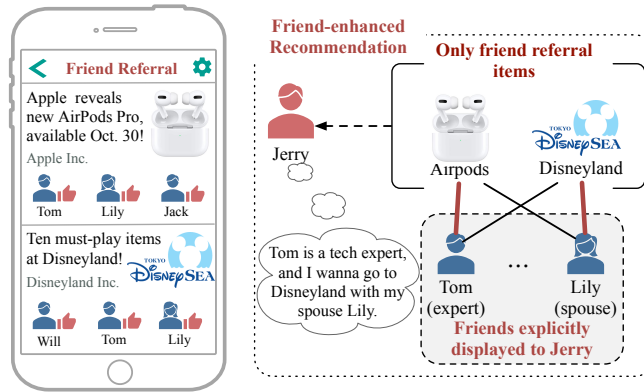 Friend Referral
Apple reveals
new AirPods Pro,
available Oct. 30!
Apple Inc.
Tom
Lily
Jack
Ten must-play items
at Disneyland!
TOKYO
DISNEYSEA
Disneyland Inc.
Will
Tom
Lily
Friend-enhanced
Recommendation
Only friend referral
items
Jerry
TOKYO
DISNEYSEA
Airpods
Disneyland
Tom is a tech expert,
and I wanna go to
Disneyland with my
spouse Lily.
...
Tom
(expert)
Lily
(spouse)
Friends explicitly
displayed to Jerry